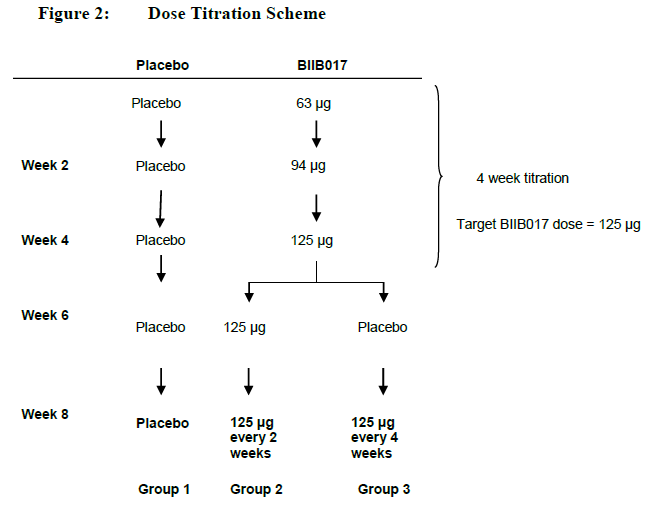 Figure 2: Dose Titration Scheme
Placebo BIIB017
Placebo 63 µg
Week 2 Placebo 94 µg
4 week titration
Target BIIB017 dose = 125 µg
Week 4 Placebo 125 µg
Week 6 Placebo 125 µg Placebo
Week 8 Placebo 125 µg 125 µg
every 2 every 4
weeks weeks
Group 1 Group 2 Group 3